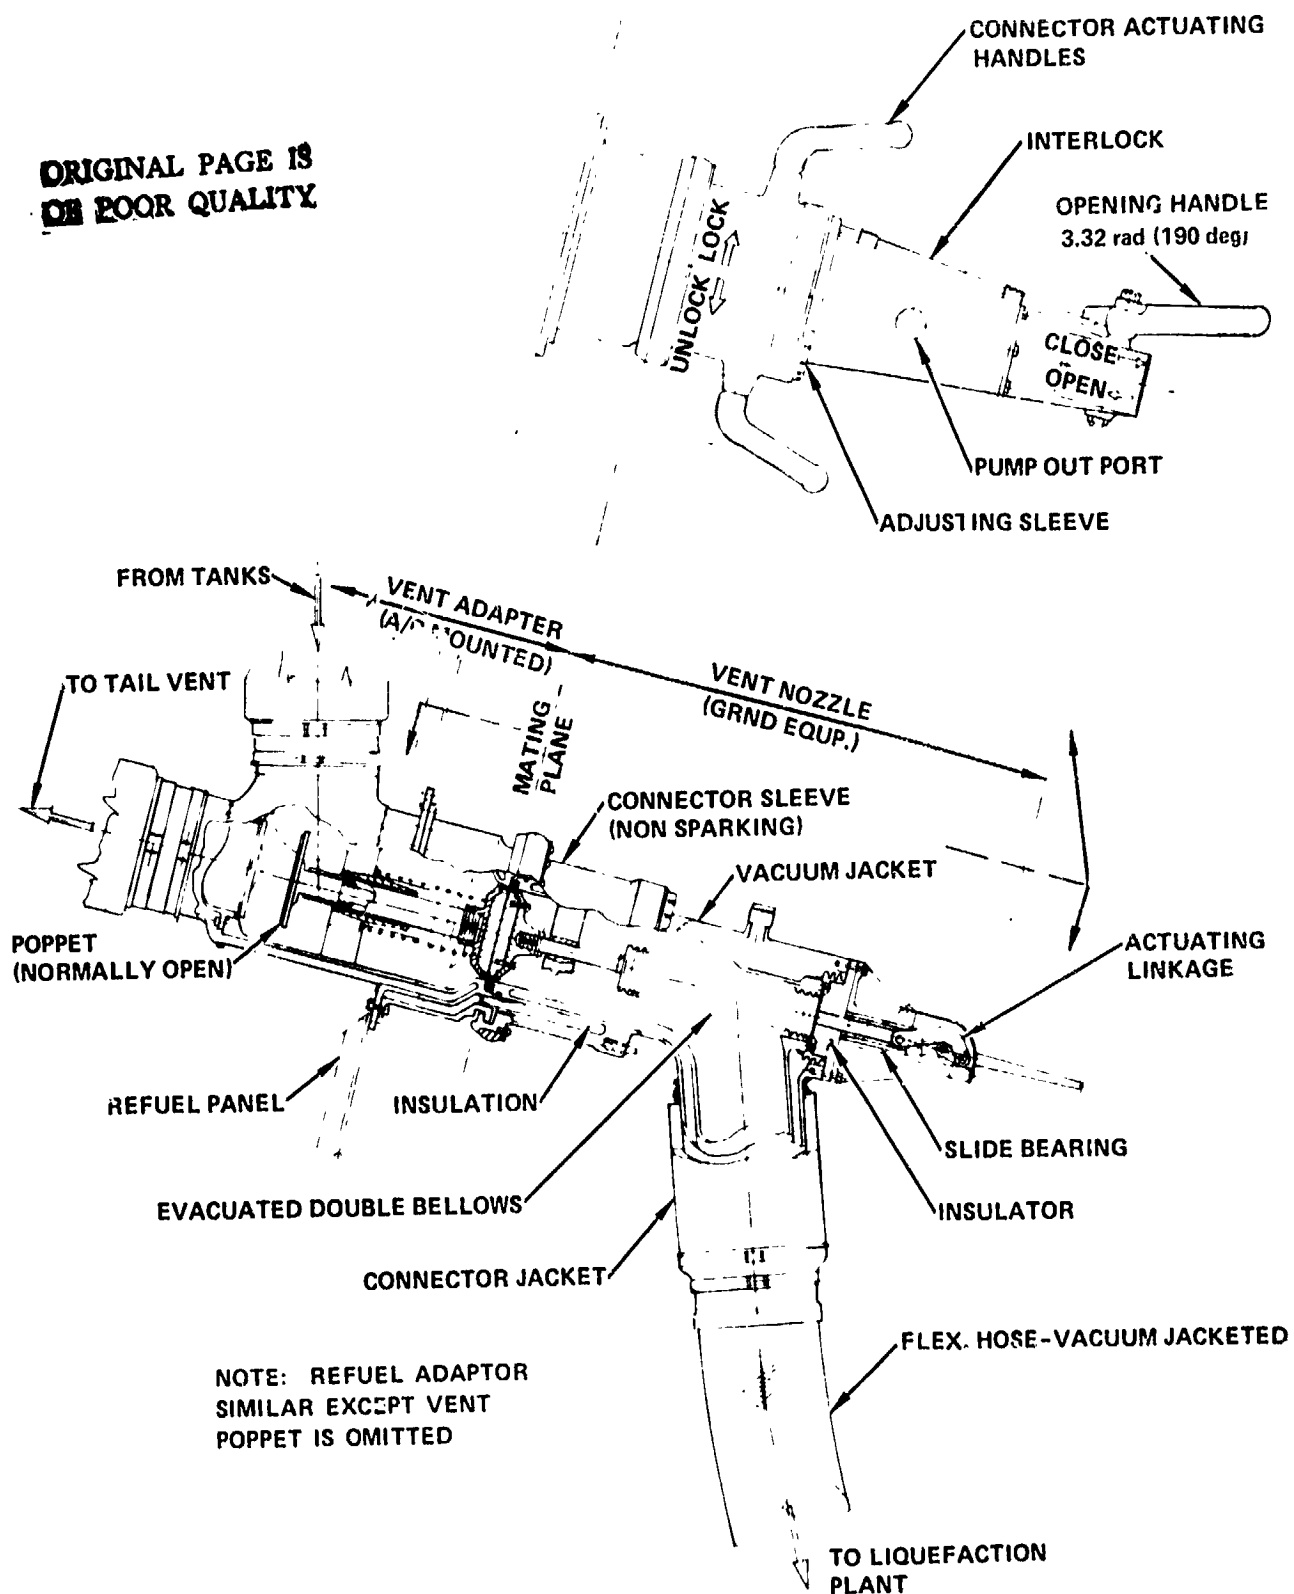 CONNECTOR ACTUATING
HANDLES
ORIGINAL PAGE IS
OF POOR QUALITY
INTERLOCK
OPENING HANDLE
3.32 rad (190 deg)
UNLOCK LOCK
CLOSE
OPEN
PUMP OUT PORT
ADJUSTING SLEEVE
FROM TANKS
VENT ADAPTER
(A/C MOUNTED)
TO TAIL VENT
VENT NOZZLE
(GRND EQUP.)
MATING
PLANE
CONNECTOR SLEEVE
(NON SPARKING)
VACUUM JACKET
POPPET
(NORMALLY OPEN)
ACTUATING
LINKAGE
REFUEL PANEL
INSULATION
SLIDE BEARING
EVACUATED DOUBLE BELLOWS
INSULATOR
CONNECTOR JACKET
FLEX. HOSE-VACUUM JACKETED
NOTE: REFUEL ADAPTOR
SIMILAR EXCEPT VENT
POPPET IS OMITTED
TO LIQUEFACTION
PLANT